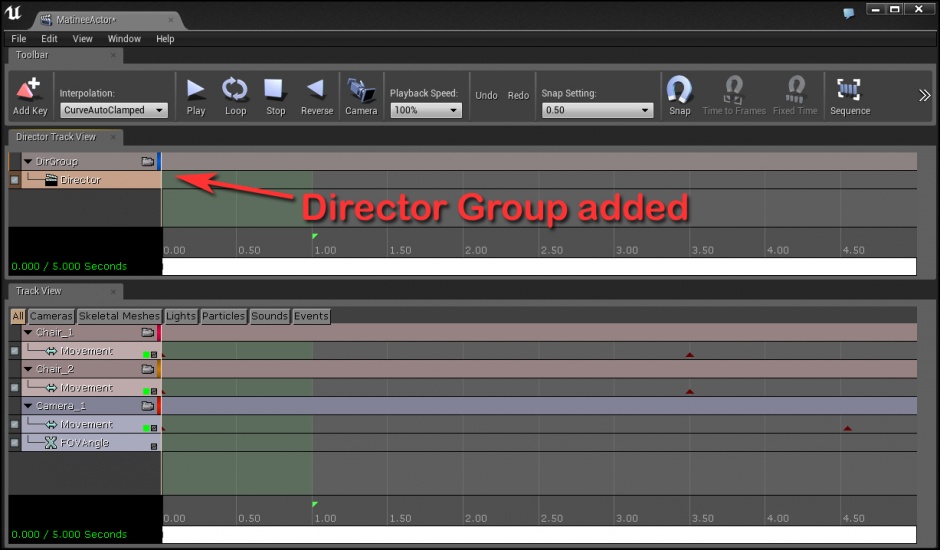 MatineeActor*
File Edit View Window Help
Toolbar
Add Key
Interpolation:
CurveAutoClamped
Play Loop Stop Reverse Camera
Playback Speed:
100%
Undo Redo
Snap Setting:
0.50
Snap Time to Frames Fixed Time Sequence
Director Track View
DirGroup
Director
Director Group added
0.00 0.50 1.00 1.50 2.00 2.50 3.00 3.50 4.00 4.50
0.000 / 5.000 Seconds
Track View
All Cameras Skeletal Meshes Lights Particles Sounds Events
Chair_1
Movement
Chair_2
Movement
Camera_1
Movement
FOVAngle
0.00 0.50 1.00 1.50 2.00 2.50 3.00 3.50 4.00 4.50
0.000 / 5.000 Seconds